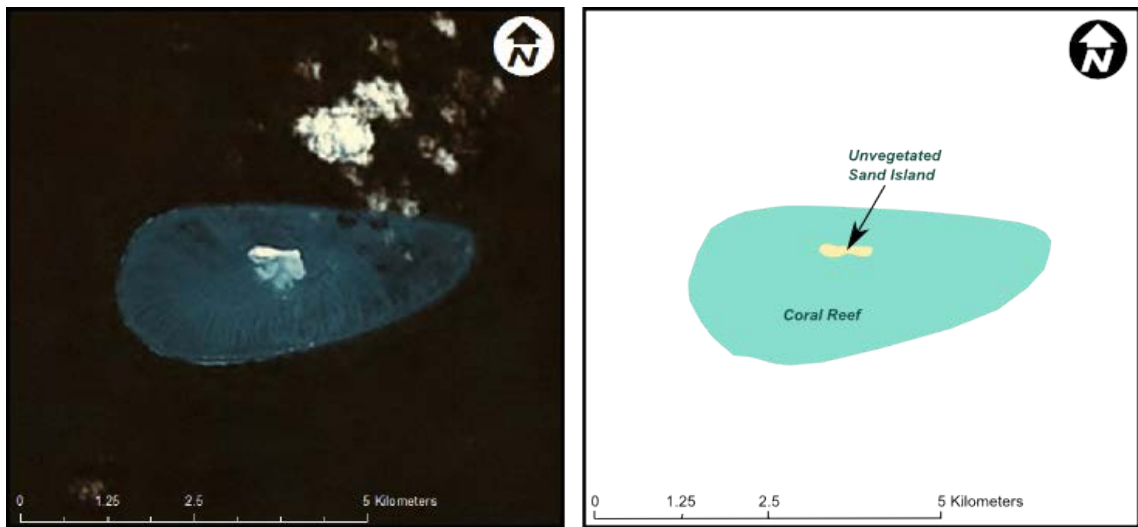 N
N
Unvegetated
Sand Island
Coral Reef
0 1.25 2.5 5 Kilometers
0 1.25 2.5 5 Kilometers